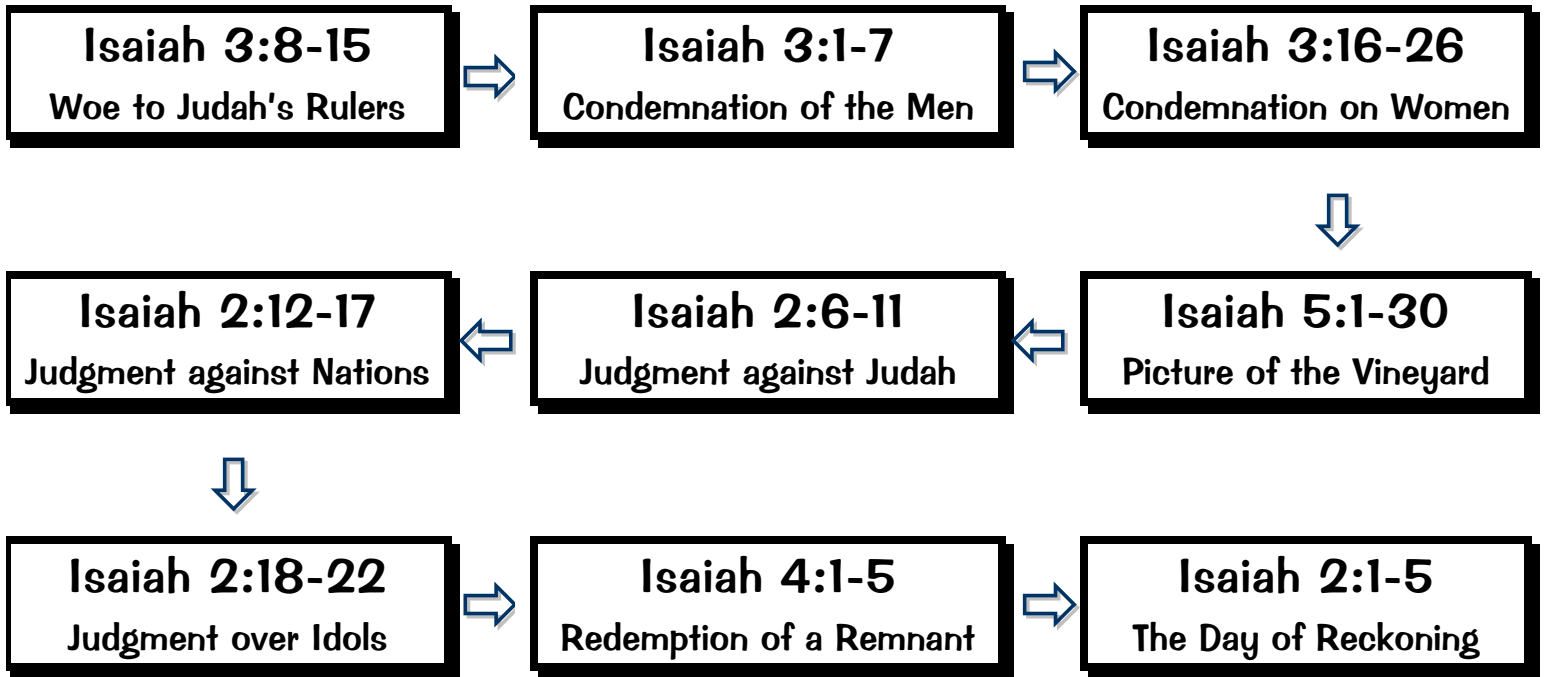 Isaiah 3:8-15
Woe to Judah's Rulers
Isaiah 3:1-7
Condemnation of the Men
Isaiah 3:16-26
Condemnation on Women
Isaiah 5:1-30
Picture of the Vineyard
Isaiah 2:6-11
Judgment against Judah
Isaiah 2:12-17
Judgment against Nations
Isaiah 2:18-22
Judgment over Idols
Isaiah 4:1-5
Redemption of a Remnant
Isaiah 2:1-5
The Day of Reckoning